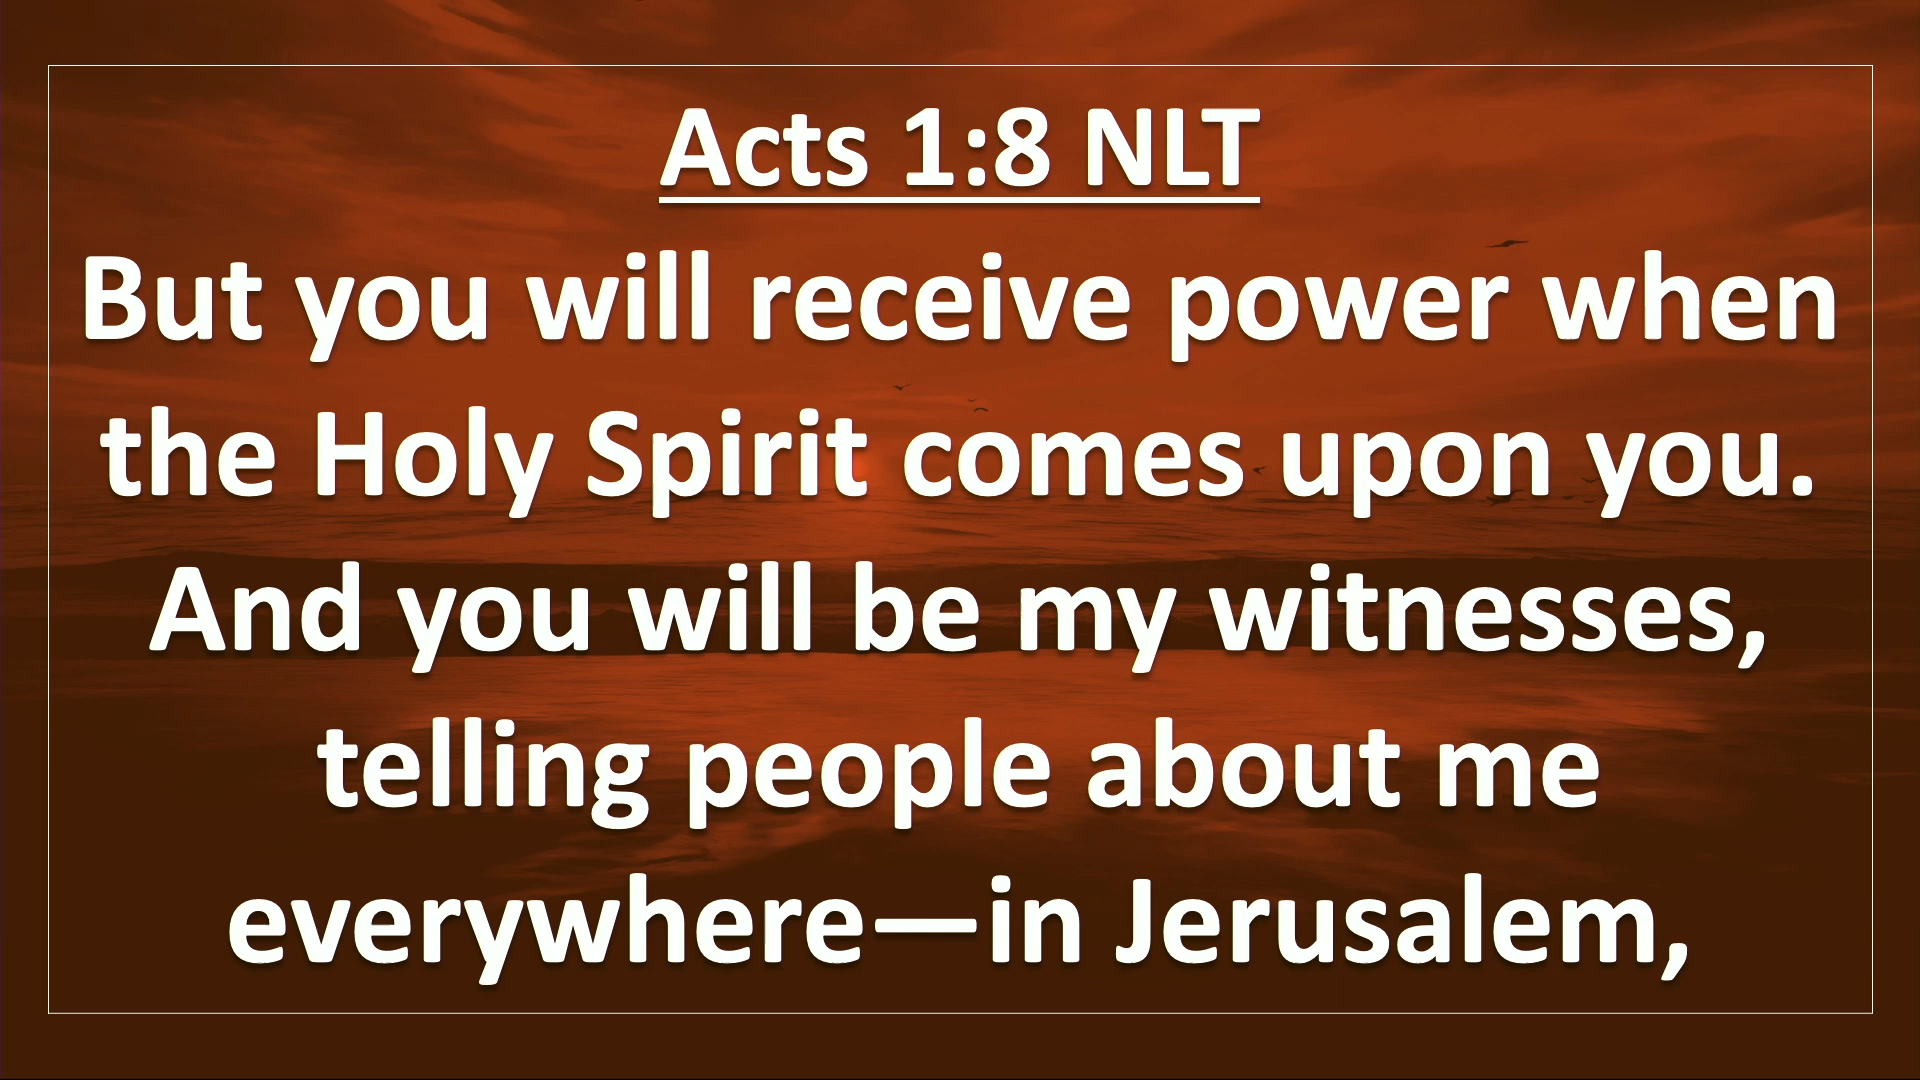 Acts 1:8 NLT
But you will receive power when
the Holy Spirit comes upon you.
And you will be my witnesses,
telling people about me
everywhere—in Jerusalem,